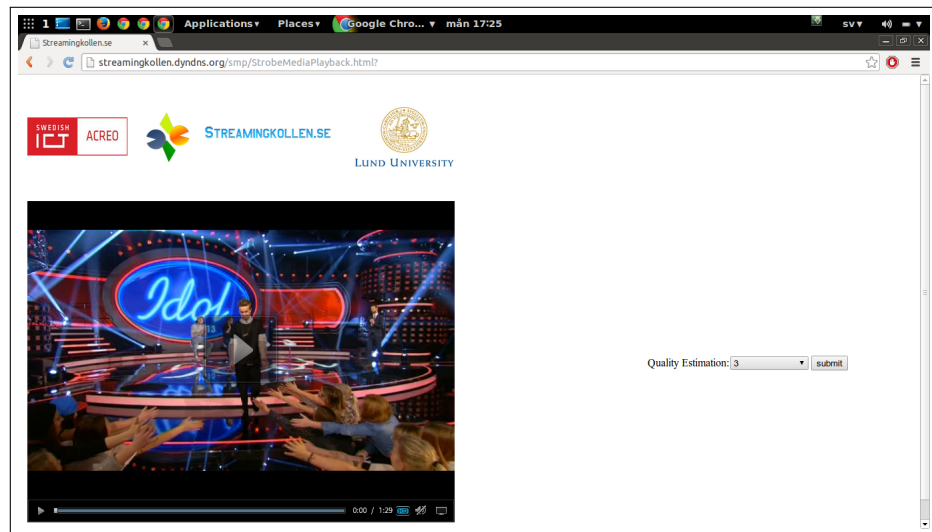 1 Applications Places Google Chro... mån 17:25 sv
Streamingkollen.se x
streamingkollen.dyndns.org/smp/StrobeMediaPlayback.html?
SWEDISH ICT ACREO
STREAMINGKOLLEN.SE
LUND UNIVERSITY
Idol
13
Quality Estimation: 3 submit
0:00 / 1:29